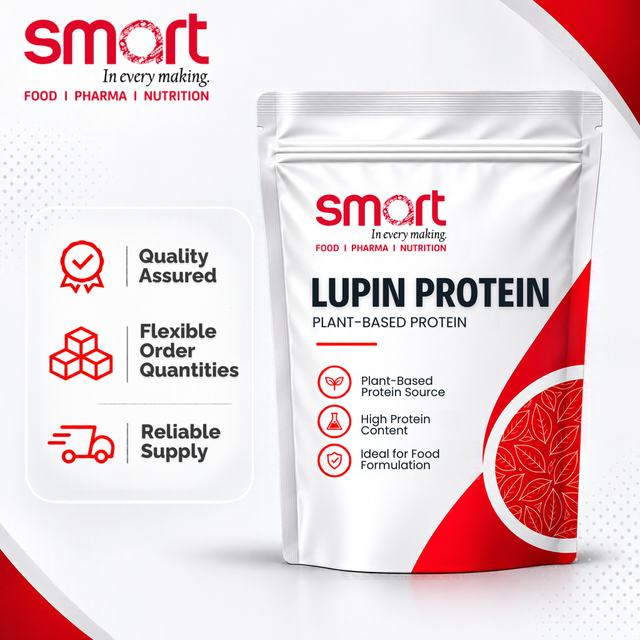 smart
In every making.
FOOD | PHARMA | NUTRITION
Quality
Assured
Flexible
Order
Quantities
Reliable
Supply
smart
In every making.
FOOD | PHARMA | NUTRITION
LUPIN PROTEIN
PLANT-BASED PROTEIN
Plant-Based
Protein Source
High Protein
Content
Ideal for Food
Formulation